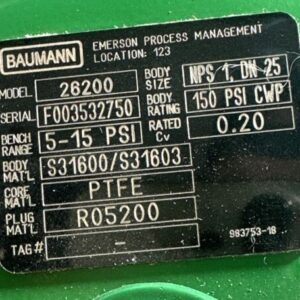 BAUMANN EMERSON PROCESS MANAGEMENT
LOCATION: 123
MODEL 26200 BODY SIZE NPS 1, DN 25
SERIAL F003532750 BODY RATING 150 PSI CWP
BENCH RANGE 5-15 PSI RATED Cv 0.20
BODY MAT'L S31600/S31603
CORE MAT'L PTFE
PLUG MAT'L R05200
TAG# -
983753-18